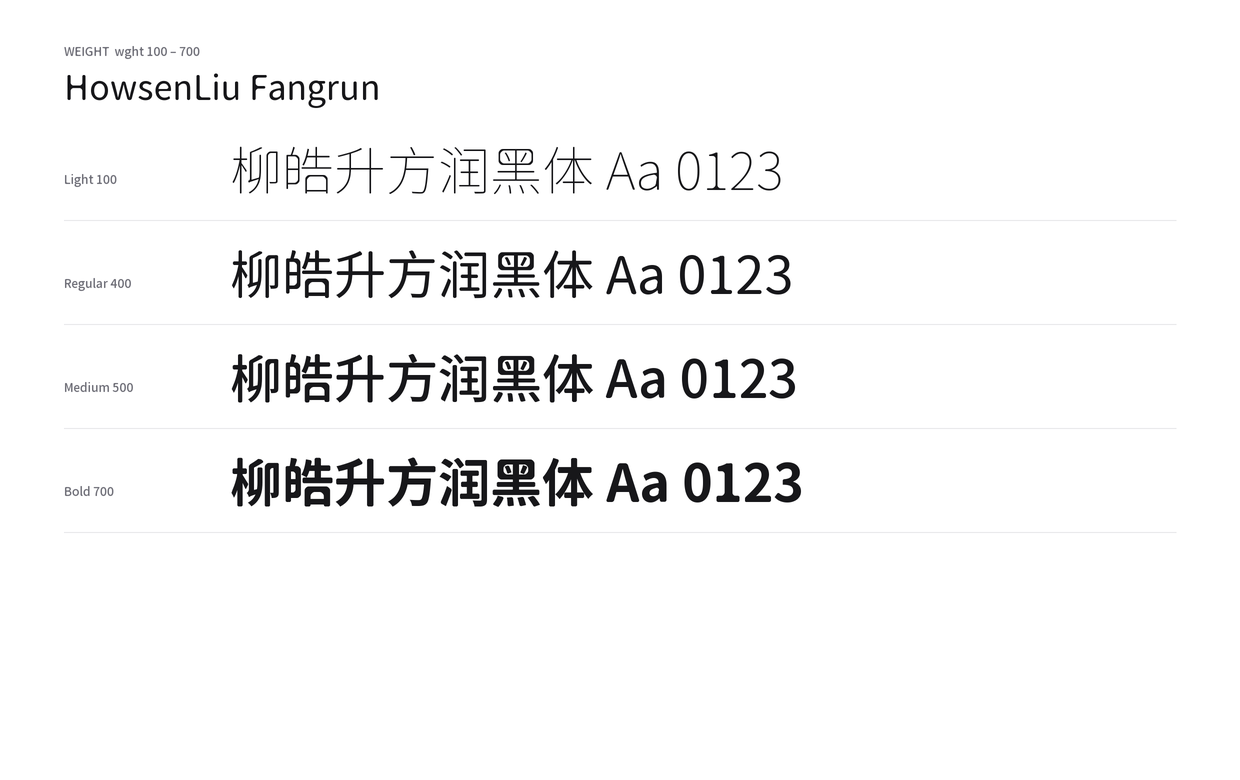 WEIGHT wght 100 – 700
HowsenLiu Fangrun
Light 100 柳皓升方润黑体 Aa 0123
Regular 400 柳皓升方润黑体 Aa 0123
Medium 500 柳皓升方润黑体 Aa 0123
Bold 700 柳皓升方润黑体 Aa 0123